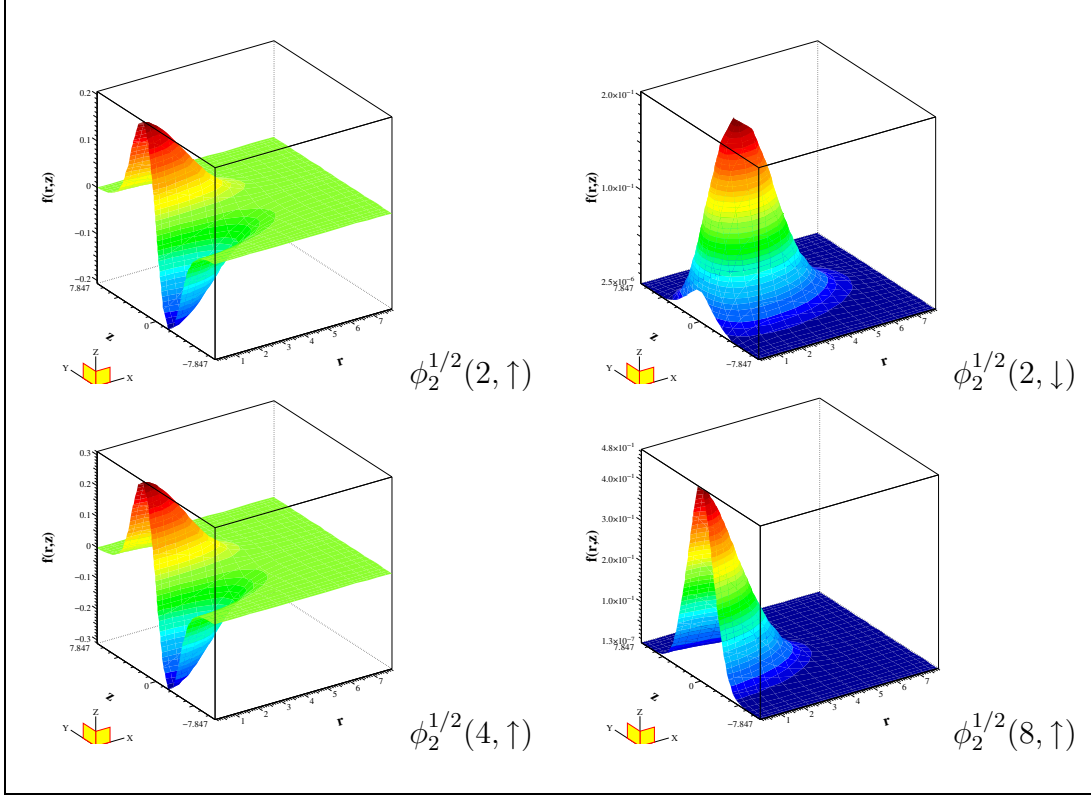 f(r,z)
0.2
0.1
0
−0.1
−0.2
7.847
z
0
−7.847
1 2 3 4 5 6 7
r
Z
Y X
ϕ₂^{1/2}(2, ↑)
f(r,z)
2.0×10⁻¹
1.0×10⁻¹
2.5×10⁻⁶
7.847
z
0
−7.847
1 2 3 4 5 6 7
r
Z
Y X
ϕ₂^{1/2}(2, ↓)
f(r,z)
0.3
0.2
0.1
0
−0.1
−0.2
−0.3
7.847
z
0
−7.847
1 2 3 4 5 6 7
r
Z
Y X
ϕ₂^{1/2}(4, ↑)
f(r,z)
4.8×10⁻¹
4.0×10⁻¹
3.0×10⁻¹
2.0×10⁻¹
1.0×10⁻¹
1.3×10⁻⁷
7.847
z
0
−7.847
1 2 3 4 5 6 7
r
Z
Y X
ϕ₂^{1/2}(8, ↑)